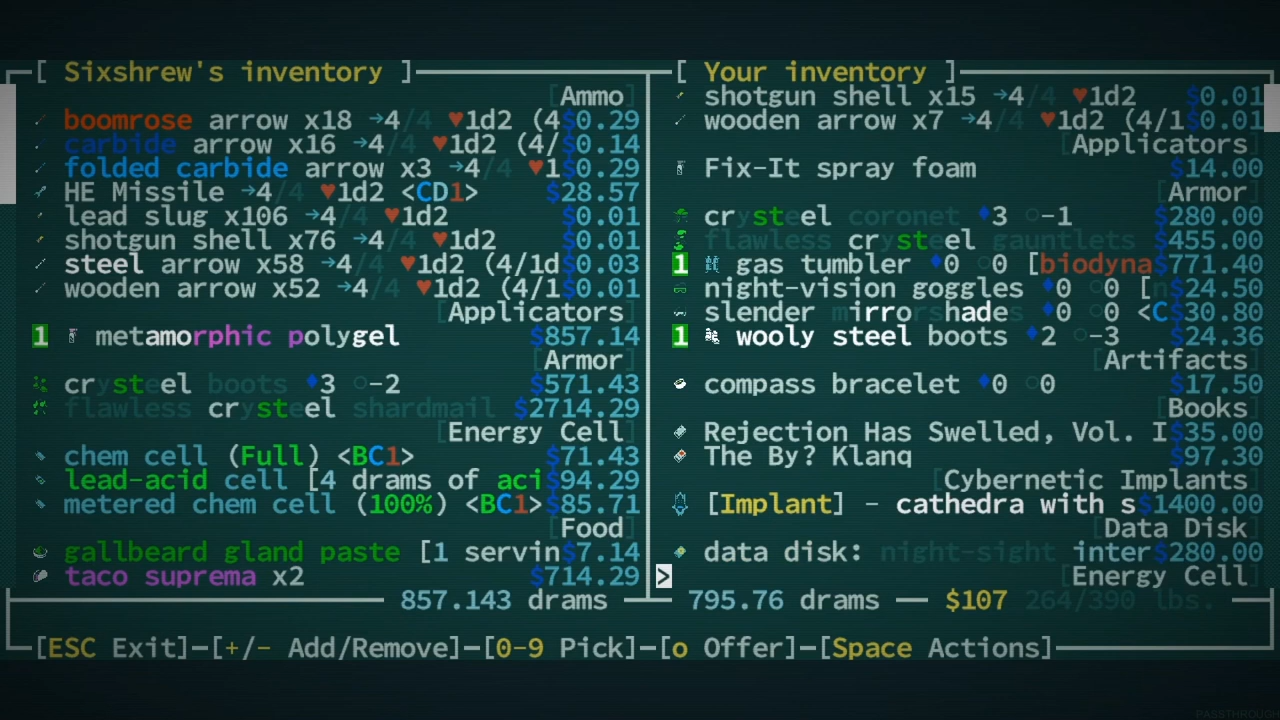 [ Sixshrew's inventory ]
[Ammo]
boomrose arrow x18 →4/4 ♥1d2 (4 $0.29
carbide arrow x16 →4/4 ♥1d2 (4/ $0.14
folded carbide arrow x3 →4/4 ♥1 $0.29
HE Missile →4/4 ♥1d2 <CD1> $28.57
lead slug x106 →4/4 ♥1d2 $0.01
shotgun shell x76 →4/4 ♥1d2 $0.01
steel arrow x58 →4/4 ♥1d2 (4/1d $0.03
wooden arrow x52 →4/4 ♥1d2 (4/1 $0.01
[Applicators]
1 metamorphic polygel $857.14
[Armor]
crysteel boots ♦3 ○-2 $571.43
flawless crysteel shardmail $2714.29
[Energy Cell]
chem cell (Full) <BC1> $71.43
lead-acid cell [4 drams of aci $94.29
metered chem cell (100%) <BC1> $85.71
[Food]
gallbeard gland paste [1 servin $7.14
taco suprema x2 $714.29
857.143 drams
[ Your inventory ]
shotgun shell x15 →4/4 ♥1d2 $0.01
wooden arrow x7 →4/4 ♥1d2 (4/1 $0.01
[Applicators]
Fix-It spray foam $14.00
[Armor]
crysteel coronet ♦3 ○-1 $280.00
flawless crysteel gauntlets $455.00
1 gas tumbler ♦0 ○0 [biodyna $771.40
night-vision goggles ♦0 ○0 [n $24.50
slender mirrorshades ♦0 ○0 <C $30.80
1 wooly steel boots ♦2 ○-3 $24.36
[Artifacts]
compass bracelet ♦0 ○0 $17.50
[Books]
Rejection Has Swelled, Vol. I $35.00
The By? Klanq $97.30
[Cybernetic Implants]
[Implant] - cathedra with s $1400.00
[Data Disk]
data disk: night-sight inter $280.00
> [Energy Cell]
795.76 drams — $107 264/390 lbs.
[ESC Exit]-[+/- Add/Remove]-[0-9 Pick]-[o Offer]-[Space Actions]
PASSTHROUGH